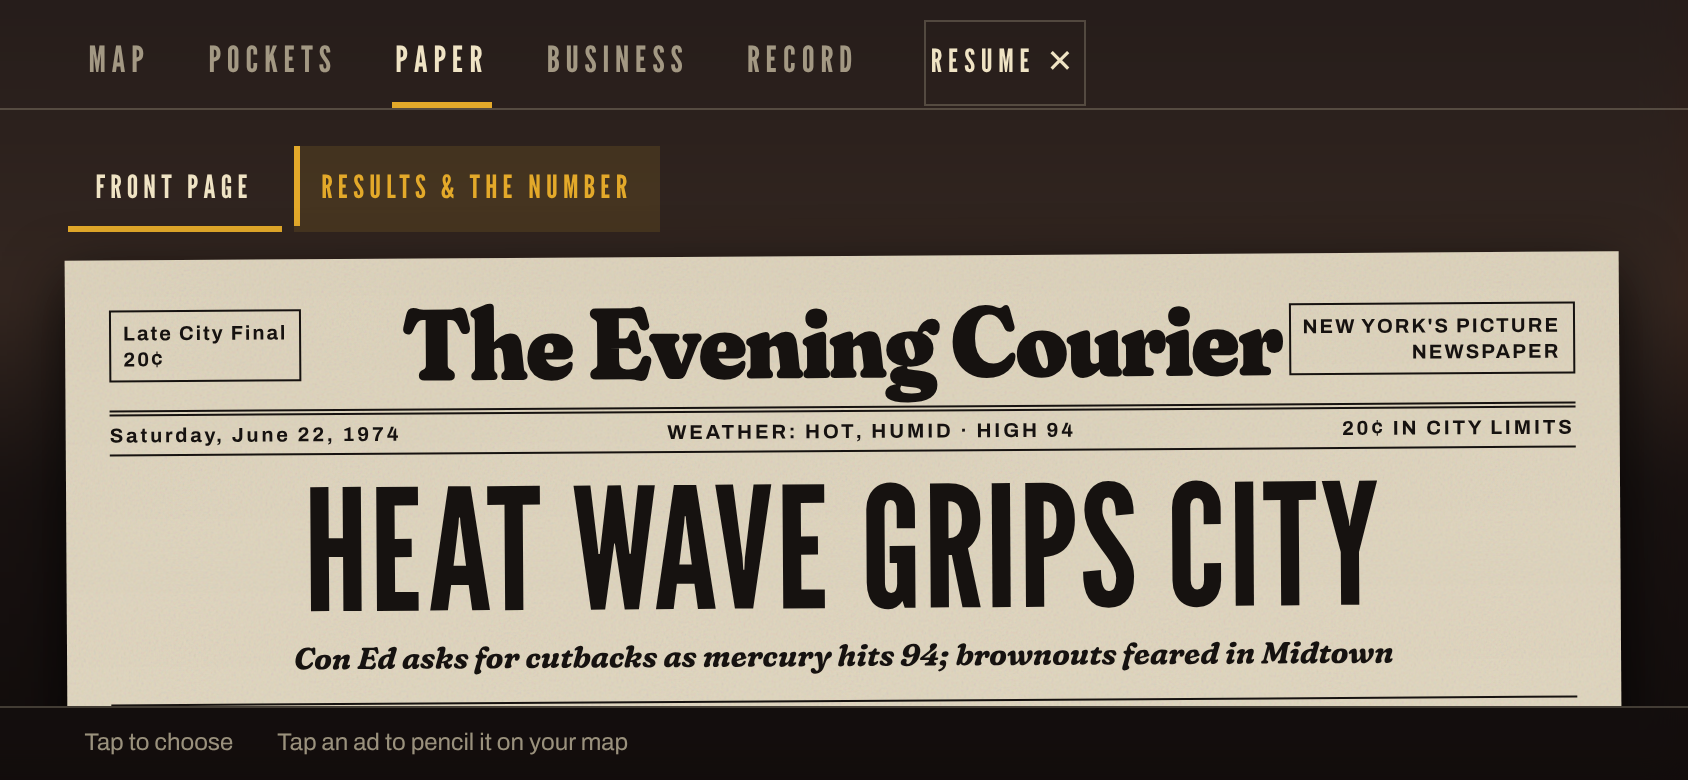 MAP POCKETS PAPER BUSINESS RECORD RESUME ✕
FRONT PAGE RESULTS & THE NUMBER
Late City Final
20¢
The Evening Courier
NEW YORK'S PICTURE
NEWSPAPER
Saturday, June 22, 1974 WEATHER: HOT, HUMID · HIGH 94 20¢ IN CITY LIMITS
HEAT WAVE GRIPS CITY
Con Ed asks for cutbacks as mercury hits 94; brownouts feared in Midtown
Tap to choose Tap an ad to pencil it on your map